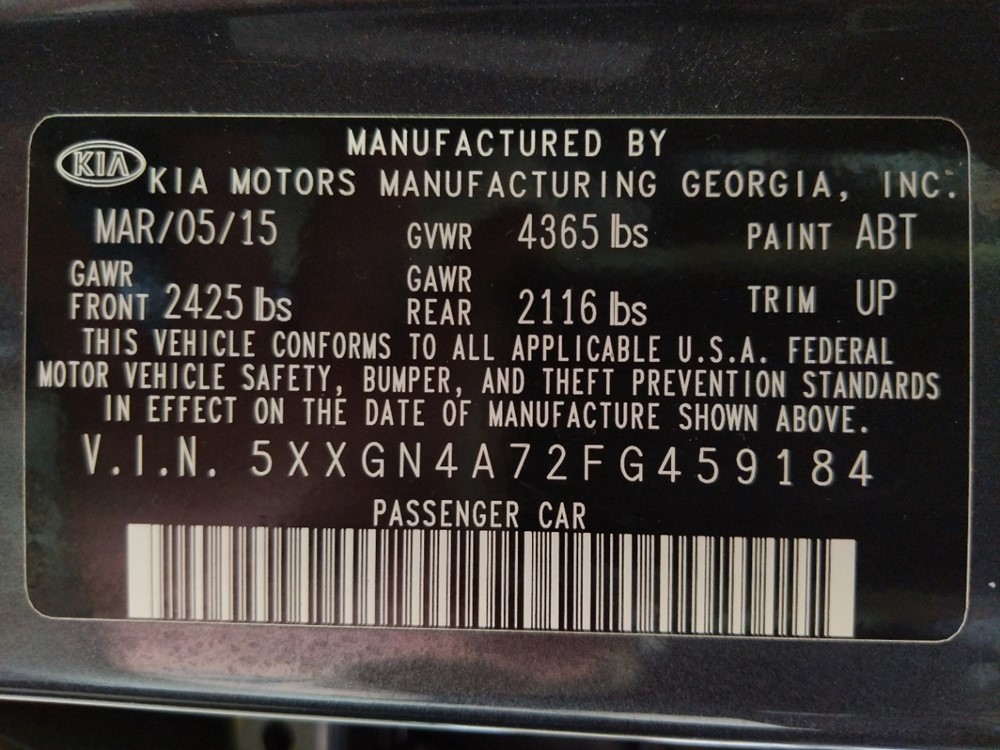 MANUFACTURED BY
KIA KIA MOTORS MANUFACTURING GEORGIA, INC.
MAR/05/15 GVWR 4365 lbs PAINT ABT
GAWR FRONT 2425 lbs GAWR REAR 2116 lbs TRIM UP
THIS VEHICLE CONFORMS TO ALL APPLICABLE U.S.A. FEDERAL
MOTOR VEHICLE SAFETY, BUMPER, AND THEFT PREVENTION STANDARDS
IN EFFECT ON THE DATE OF MANUFACTURE SHOWN ABOVE.
V.I.N. 5XXGN4A72FG459184
PASSENGER CAR